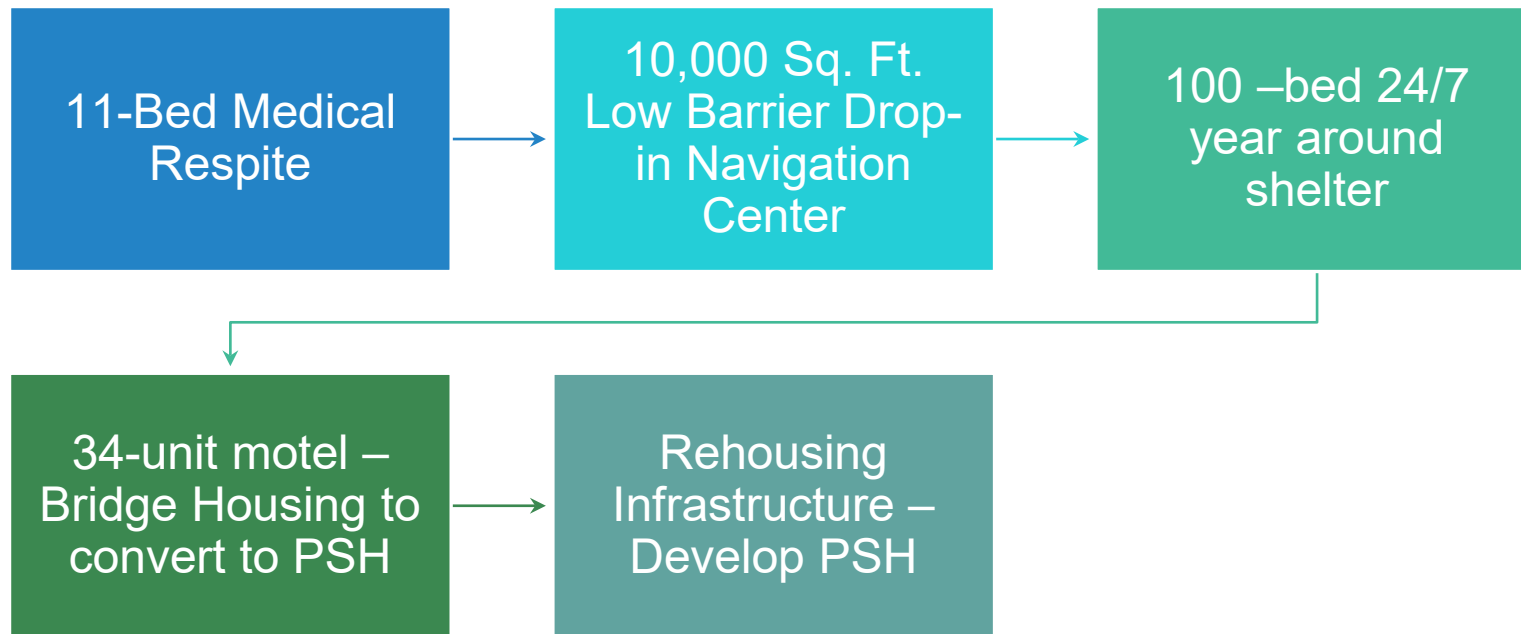 11-Bed Medical
Respite
10,000 Sq. Ft.
Low Barrier Drop-
in Navigation
Center
100 –bed 24/7
year around
shelter
34-unit motel –
Bridge Housing to
convert to PSH
Rehousing
Infrastructure –
Develop PSH